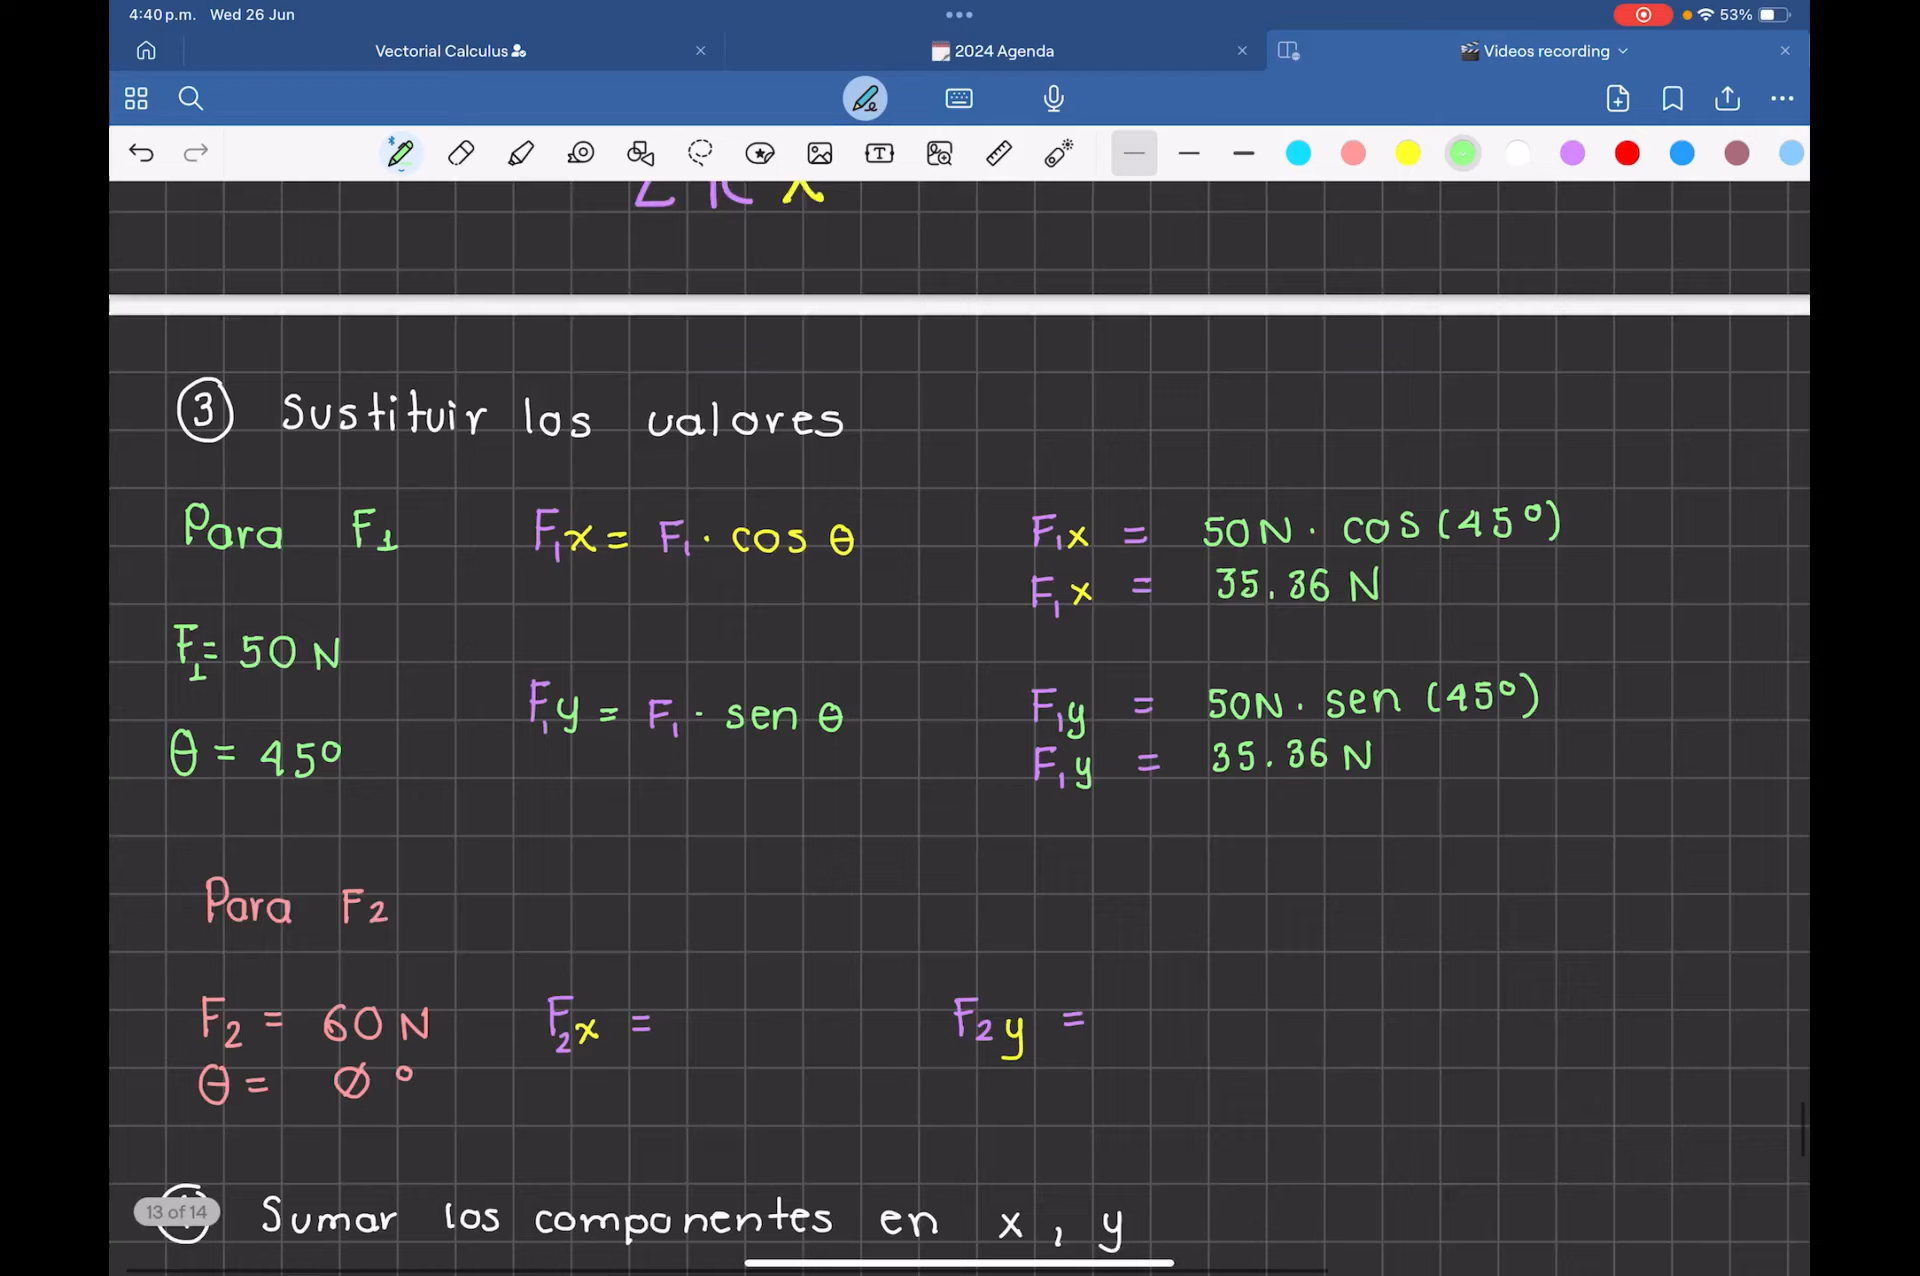 4:40 p.m. Wed 26 Jun
53%
Vectorial Calculus
2024 Agenda
Videos recording
T
Σ R x
③ Sustituir los valores
Para F1
F₁x = F₁ · cos θ
F₁x = 50N · cos (45°)
F₁x = 35.36 N
F1= 50 N
F₁y = F₁ · sen θ
F₁y = 50N · sen (45°)
F₁y = 35.36 N
θ = 45°
Para F2
F2 = 60 N
F₂x =
F₂y =
θ = Ø °
13 of 14
Sumar los componentes en x, y